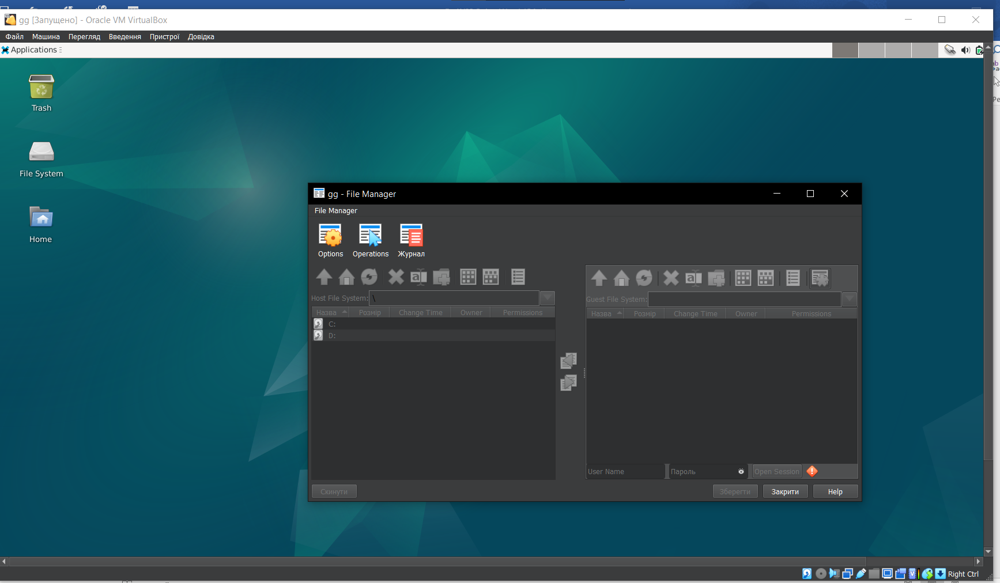 gg [Запущено] - Oracle VM VirtualBox
Файл Машина Перегляд Введення Пристрої Довідка
Applications
Trash
File System
Home
gg - File Manager
File Manager
Options Operations Журнал
Host File System: \
Guest File System:
Назва Розмір Change Time Owner Permissions
Назва Розмір Change Time Owner Permissions
C:
D:
User Name Пароль Open Session
Скинути Зберегти Закрити Help
Right Ctrl